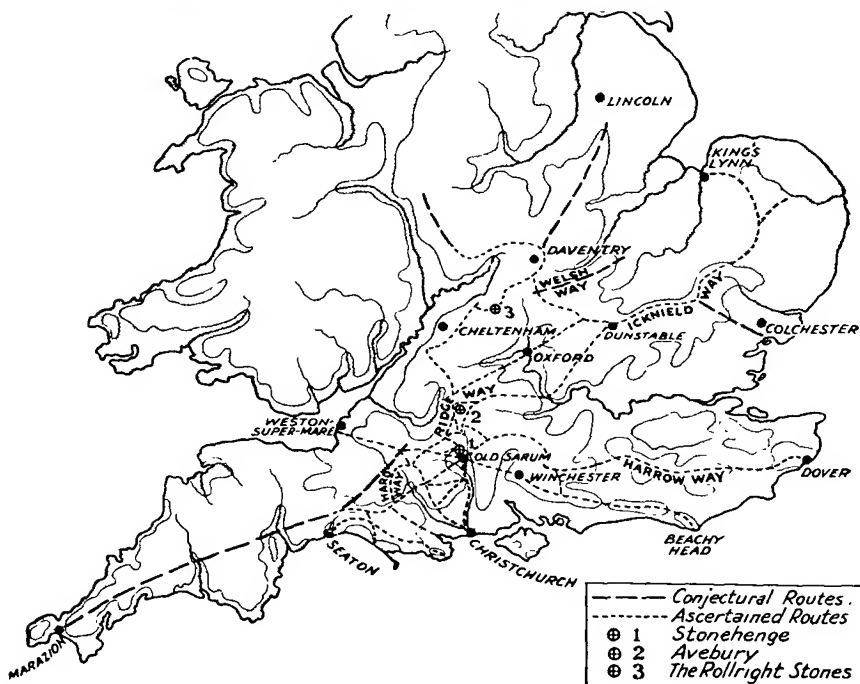 LINCOLN
KING'S
LYNN
DAVENTRY
WELSH
WAY
3
CHELTENHAM
ICKNIELD WAY
DUNSTABLE
COLCHESTER
OXFORD
RIDGE WAY
2
WESTON-
SUPER-MARE
1
OLD SARUM
HARD
WAY
WINCHESTER
HARROW WAY
DOVER
BEACHY
HEAD
SEATON
CHRISTCHURCH
MARAZION
Conjectural Routes.
Ascertained Routes
1 Stonehenge
2 Avebury
3 The Rollright Stones